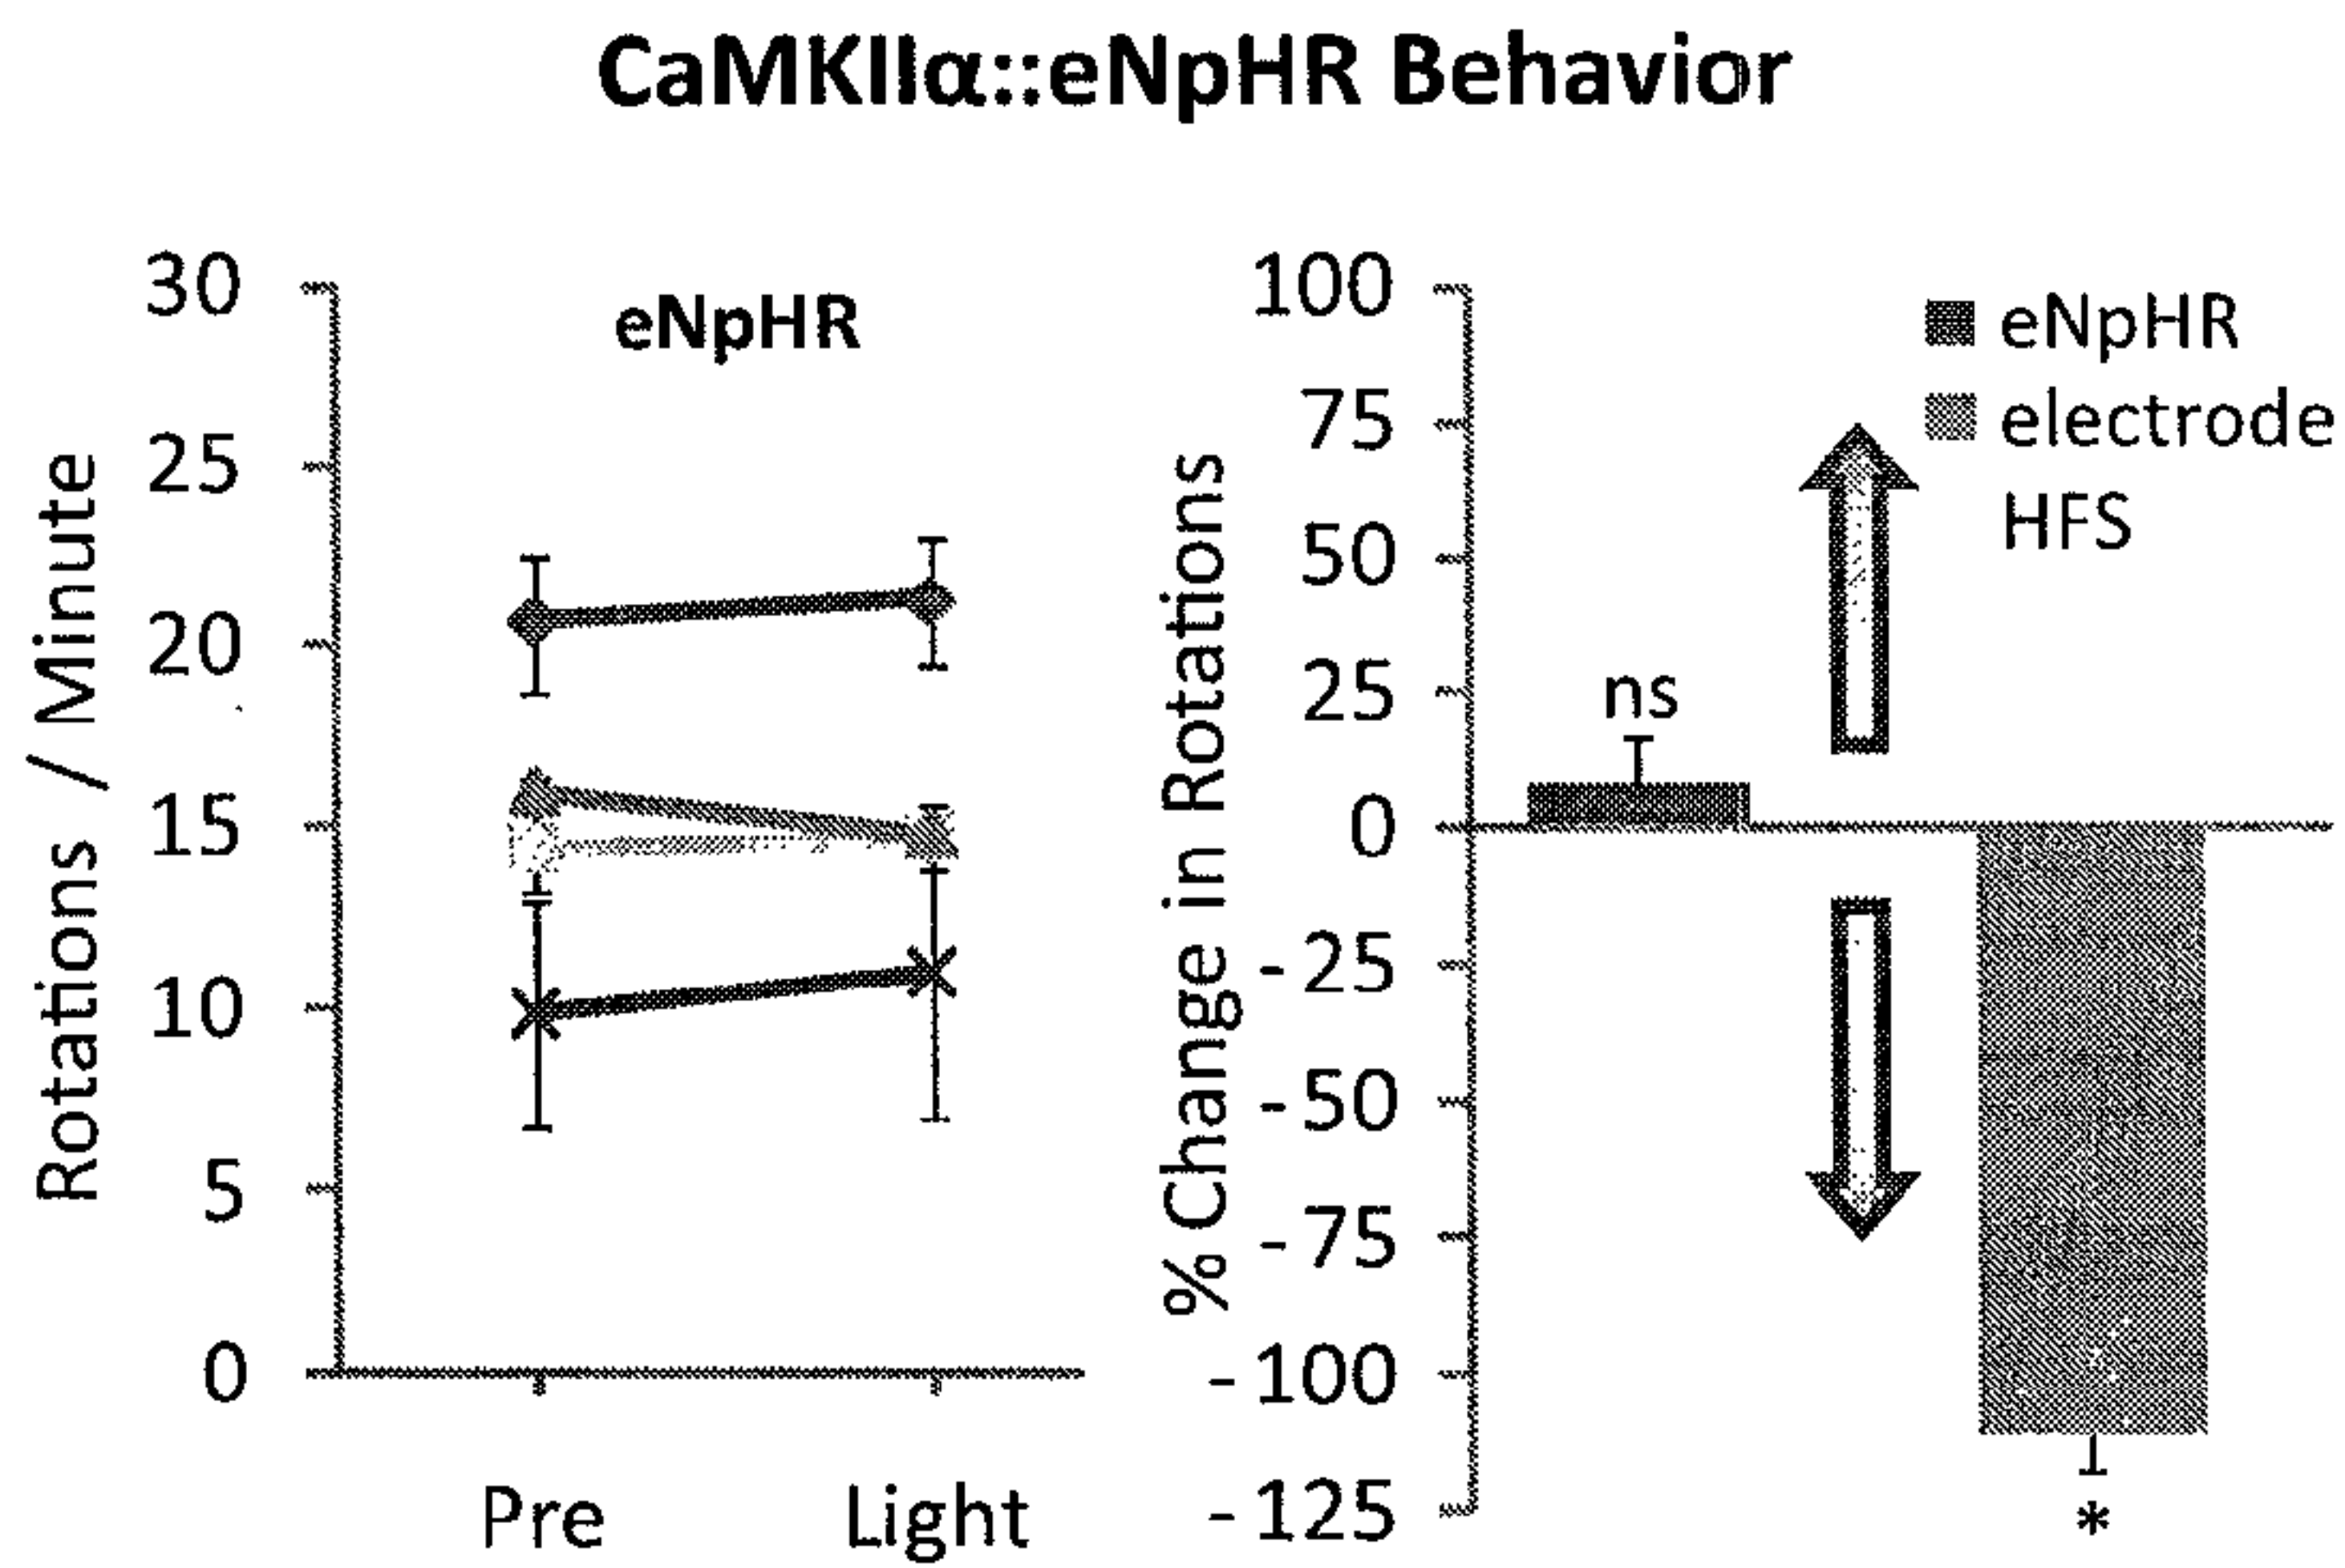 CaMKIIα::eNpHR Behavior
Rotations / Minute
30
25
20
15
10
5
0
eNpHR
Pre
Light
% Change in Rotations
100
75
50
25
0
- 25
- 50
- 75
- 100
- 125
ns
*
eNpHR
electrode
HFS